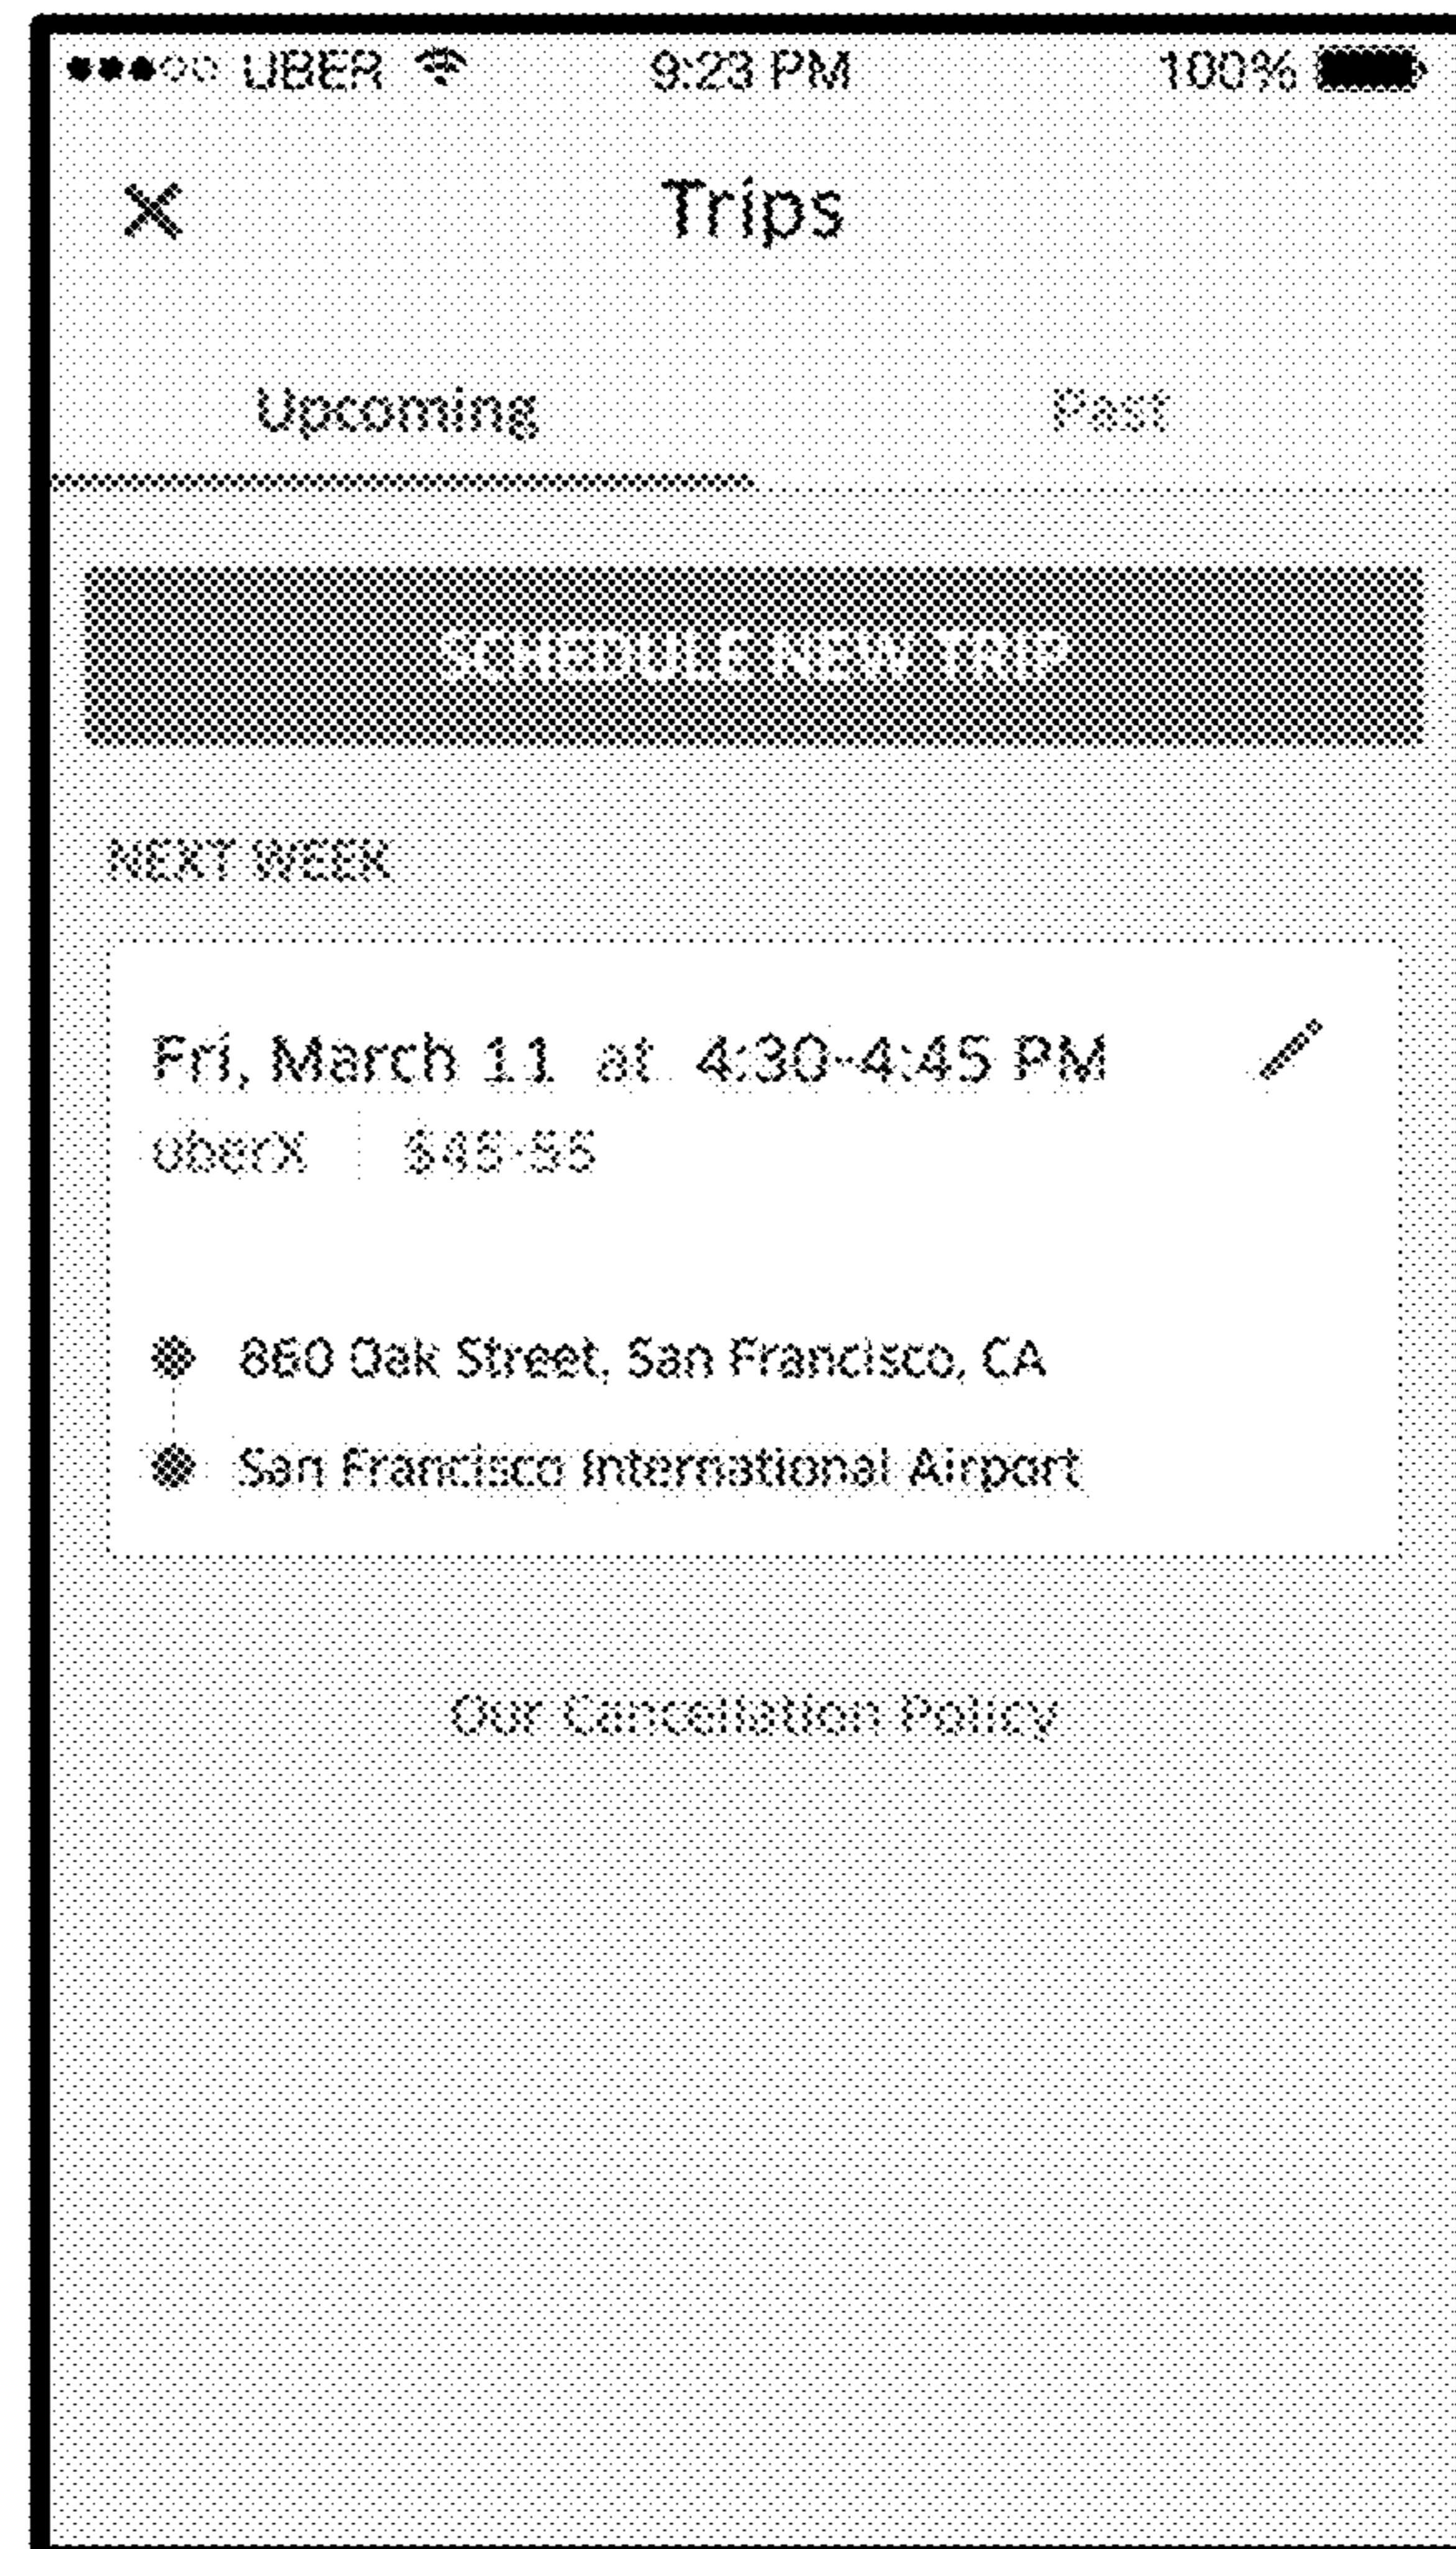 UBER 9:23 PM 100%
Trips
Upcoming Past
SCHEDULE NEW TRIP
NEXT WEEK
Fri, March 11 at 4:30-4:45 PM
uberX $45-55
860 Oak Street, San Francisco, CA
San Francisco International Airport
Our Cancellation Policy